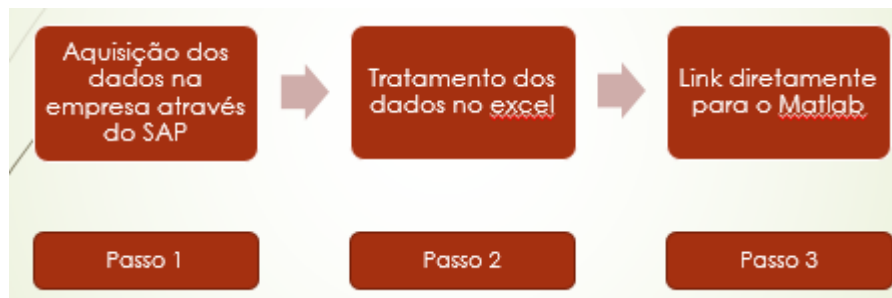 Aquisição dos
dados na
empresa através
do SAP
Tratamento dos
dados no excel
Link diretamente
para o Matlab
Passo 1
Passo 2
Passo 3